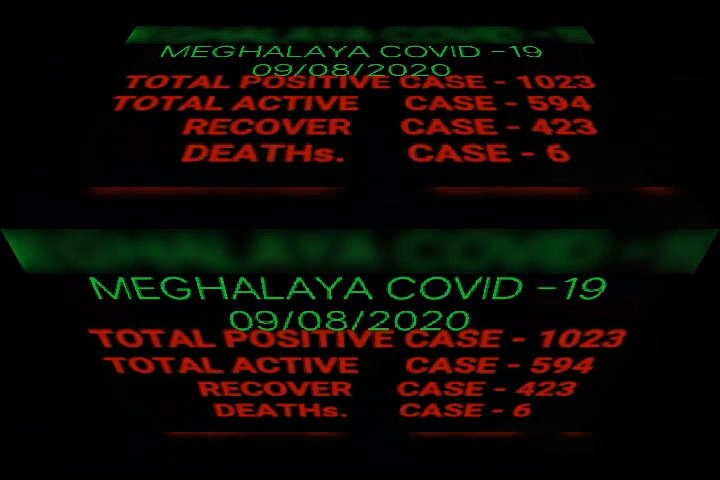 MEGHALAYA COVID -19
09/08/2020
TOTAL POSITIVE CASE - 1023
TOTAL ACTIVE CASE - 594
RECOVER CASE - 423
DEATHs. CASE - 6
MEGHALAYA COVID -19
09/08/2020
TOTAL POSITIVE CASE - 1023
TOTAL ACTIVE CASE - 594
RECOVER CASE - 423
DEATHs. CASE - 6